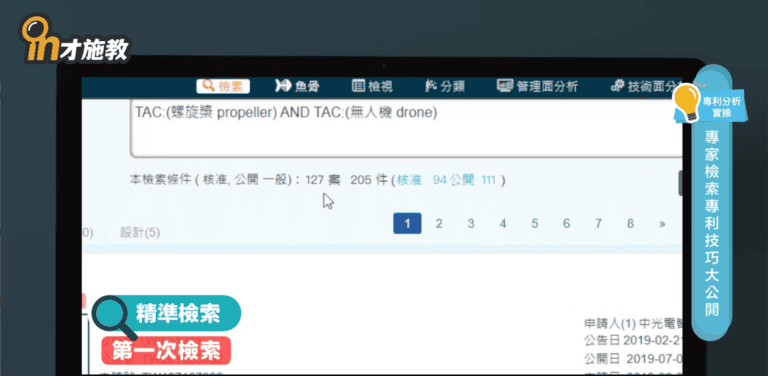 in才施教
檢索
魚骨
檢視
分類
管理面分析
技術面分
專利分析
實操
專家檢索專利技巧大公開
TAC:(螺旋槳 propeller) AND TAC:(無人機 drone)
本檢索條件 ( 核准, 公開 一般)： 127 案 205 件 (核准 94 公開 111 )
1 2 3 4 5 6 7 8 »
0) 設計(5)
精準檢索
第一次檢索
申請人(1) 中光電
公告日 2019-02-2
公開日 2019-07-0